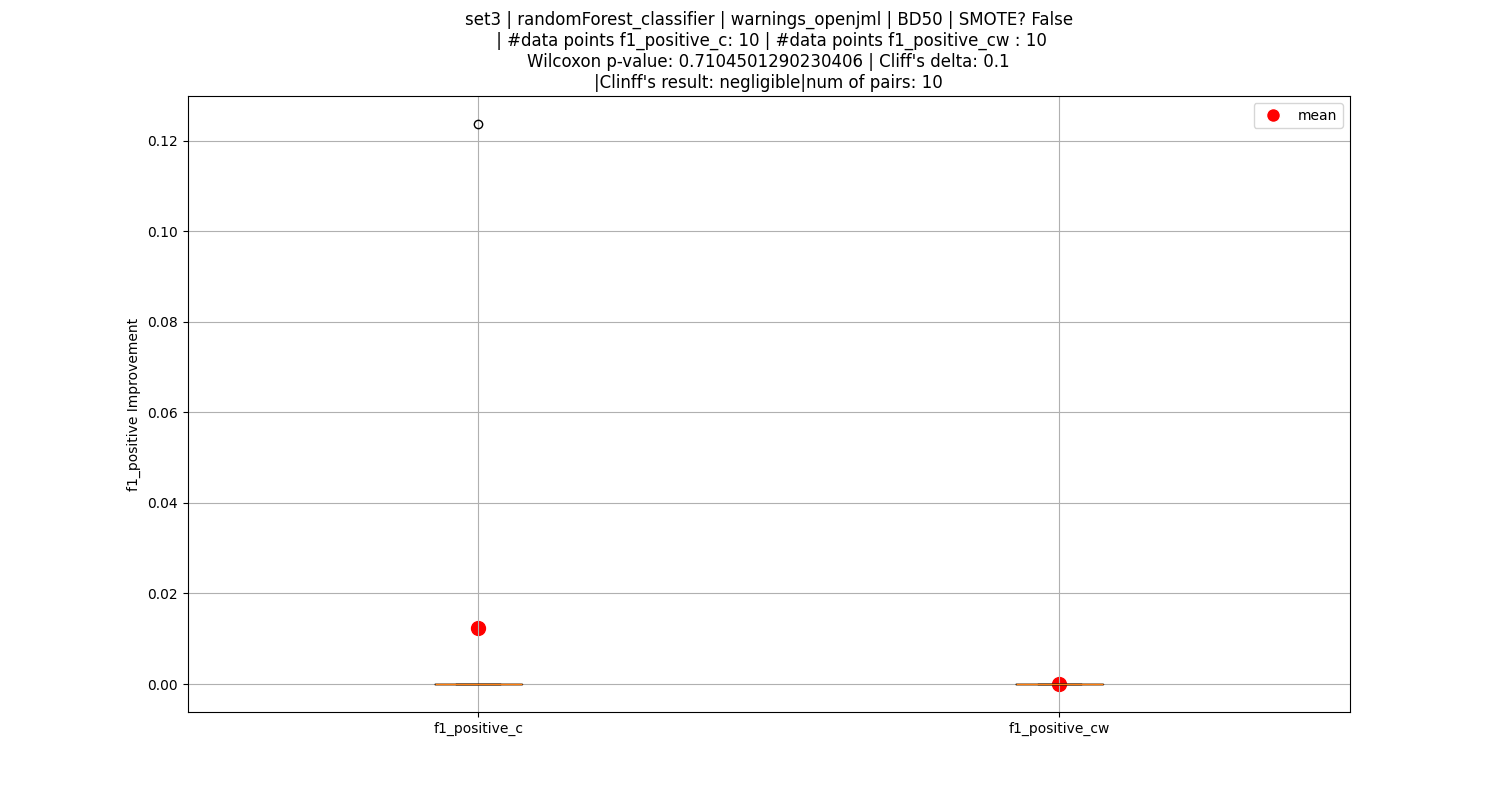 set3 | randomForest_classifier | warnings_openjml | BD50 | SMOTE? False
| #data points f1_positive_c: 10 | #data points f1_positive_cw : 10
Wilcoxon p-value: 0.7104501290230406 | Cliff's delta: 0.1
|Clinff's result: negligible|num of pairs: 10
mean
0.12
0.10
0.08
0.06
0.04
0.02
0.00
f1_positive Improvement
f1_positive_c
f1_positive_cw